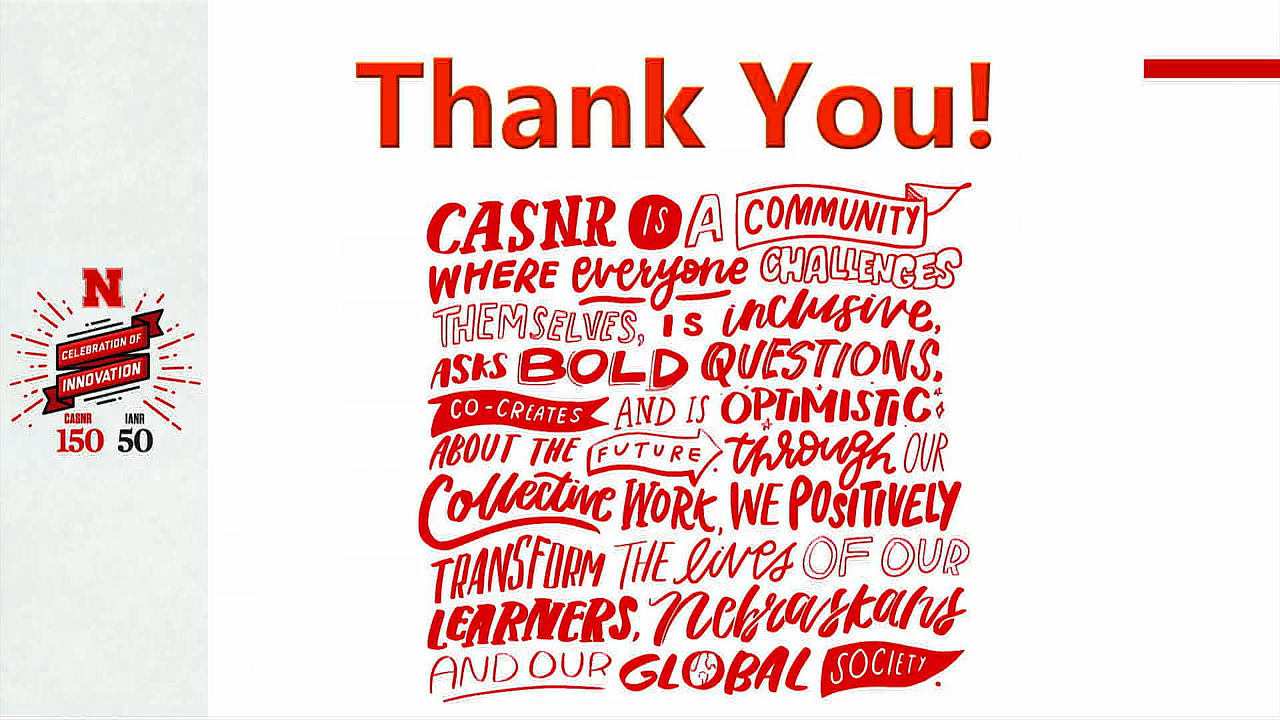 Thank You!
CASNR IS A COMMUNITY
WHERE everyone CHALLENGES
THEMSELVES, IS inclusive,
ASKS BOLD QUESTIONS,
CO-CREATES AND IS OPTIMISTIC
ABOUT THE FUTURE. through OUR
Collective WORK, WE POSITIVELY
TRANSFORM THE lives OF OUR
LEARNERS, Nebraskans
AND OUR GLOBAL SOCIETY.
N
CELEBRATION OF
INNOVATION
CASNR IANR
150 50